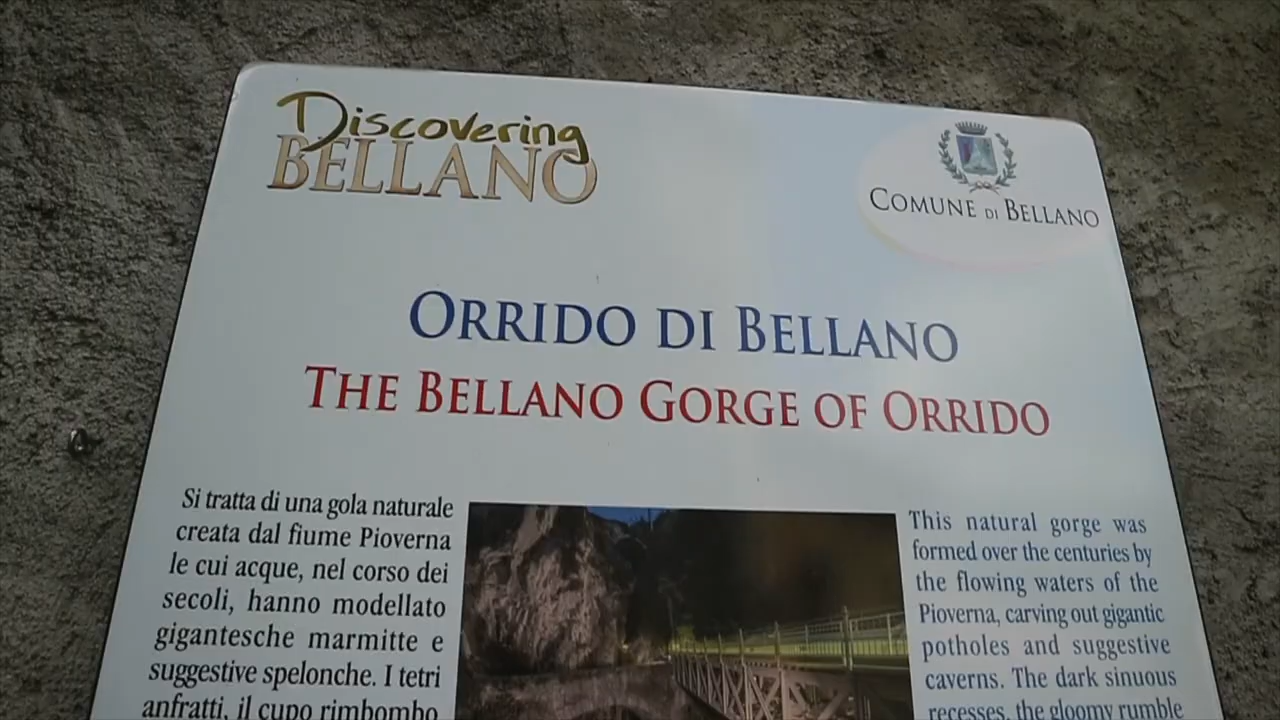 Discovering
BELLANO
COMUNE DI BELLANO
ORRIDO DI BELLANO
THE BELLANO GORGE OF ORRIDO
Si tratta di una gola naturale
creata dal fiume Pioverna
le cui acque, nel corso dei
secoli, hanno modellato
gigantesche marmitte e
suggestive spelonche. I tetri
anfratti, il cupo rimbombo
This natural gorge was
formed over the centuries by
the flowing waters of the
Pioverna, carving out gigantic
potholes and suggestive
caverns. The dark sinuous
recesses, the gloomy rumble